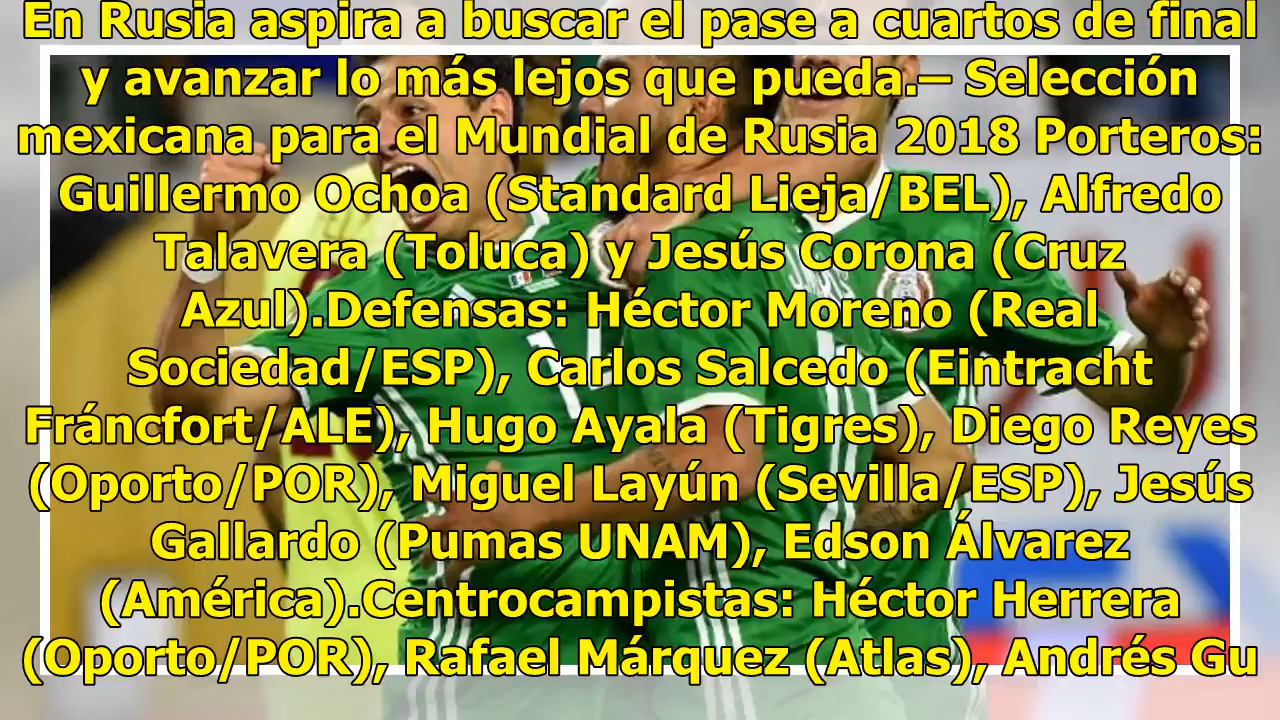 En Rusia aspira a buscar el pase a cuartos de final
y avanzar lo más lejos que pueda.— Selección
mexicana para el Mundial de Rusia 2018 Porteros:
Guillermo Ochoa (Standard Lieja/BEL), Alfredo
Talavera (Toluca) y Jesús Corona (Cruz
Azul).Defensas: Héctor Moreno (Real
Sociedad/ESP), Carlos Salcedo (Eintracht
Fráncfort/ALE), Hugo Ayala (Tigres), Diego Reyes
(Oporto/POR), Miguel Layún (Sevilla/ESP), Jesús
Gallardo (Pumas UNAM), Edson Álvarez
(América).Centrocampistas: Héctor Herrera
(Oporto/POR), Rafael Márquez (Atlas), Andrés Gu